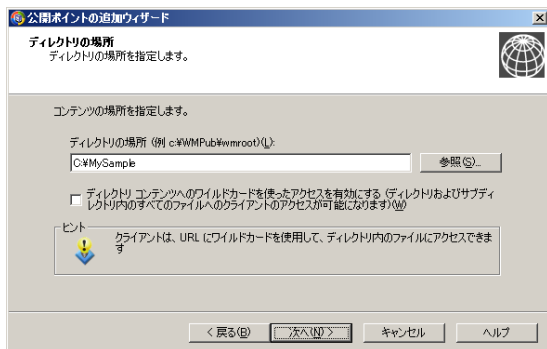 公開ポイントの追加ウィザード
ディレクトリの場所
ディレクトリの場所を指定します。
コンテンツの場所を指定します。
ディレクトリの場所 (例 c:¥WMPub¥wmroot)(L):
C:¥MySample
参照(S)...
ディレクトリ コンテンツへのワイルドカードを使ったアクセスを有効にする (ディレクトリおよびサブディ
レクトリ内のすべてのファイルへのクライアントのアクセスが可能になります)(W)
ヒント
クライアントは、URL にワイルドカードを使用して、ディレクトリ内のファイルにアクセスできま
す
< 戻る(B)
次へ(N) >
キャンセル
ヘルプ